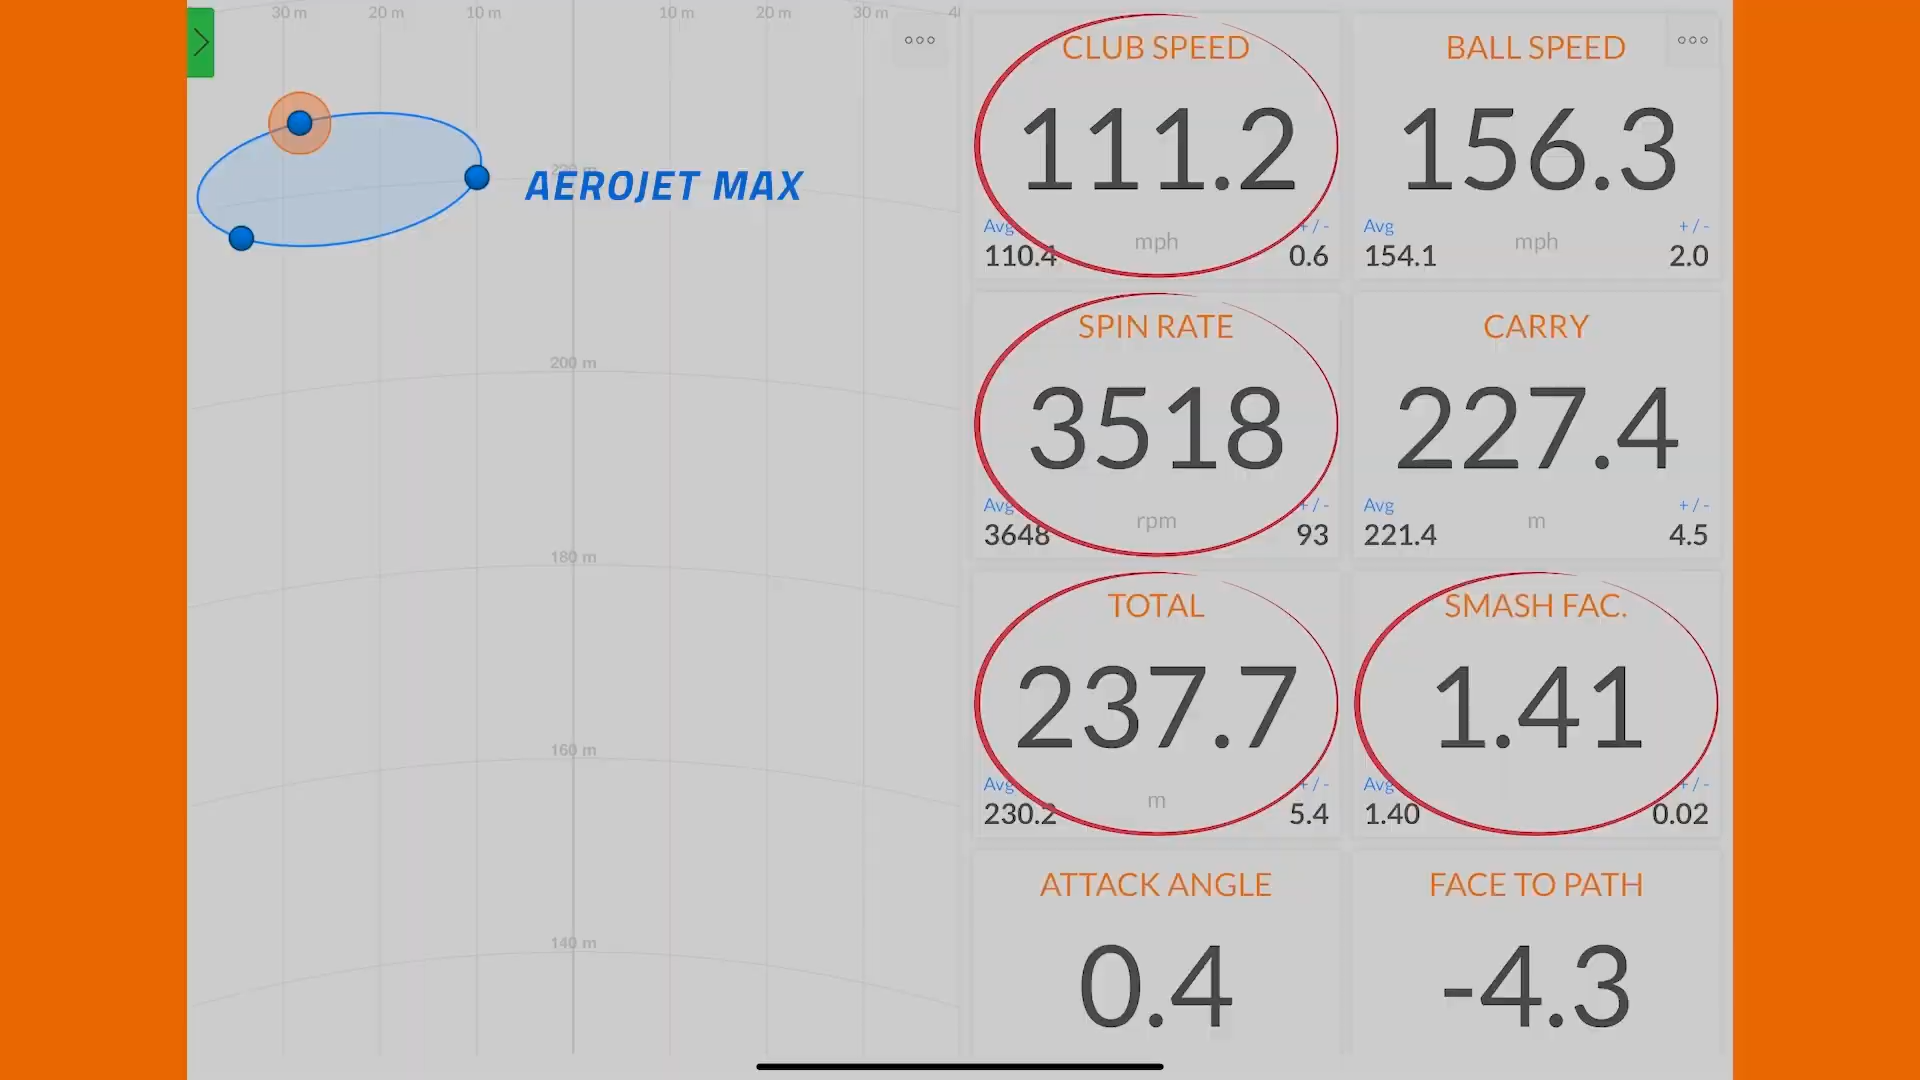 30 m 20 m 10 m 10 m 20 m 30 m
AEROJET MAX
200 m
180 m
160 m
140 m
CLUB SPEED
111.2
Avg mph + / -
110.4 0.6
BALL SPEED
156.3
Avg mph + / -
154.1 2.0
SPIN RATE
3518
Avg rpm + / -
3648 93
CARRY
227.4
Avg m + / -
221.4 4.5
TOTAL
237.7
Avg m + / -
230.2 5.4
SMASH FAC.
1.41
Avg + / -
1.40 0.02
ATTACK ANGLE
0.4
FACE TO PATH
-4.3